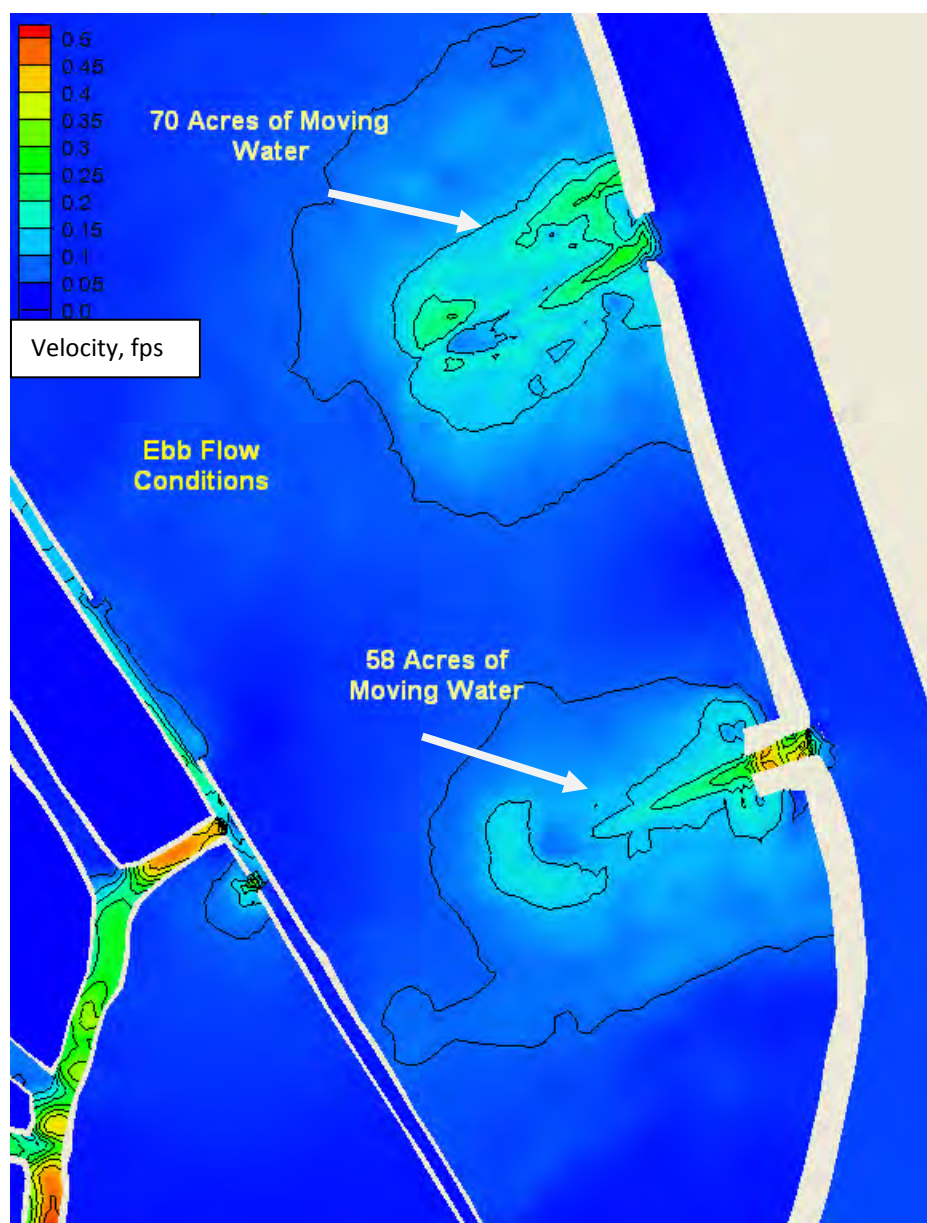 0.5
0.45
0.4
0.35
0.3
0.25
0.2
0.15
0.1
0.05
0.0
Velocity, fps
70 Acres of Moving
Water
Ebb Flow
Conditions
58 Acres of
Moving Water